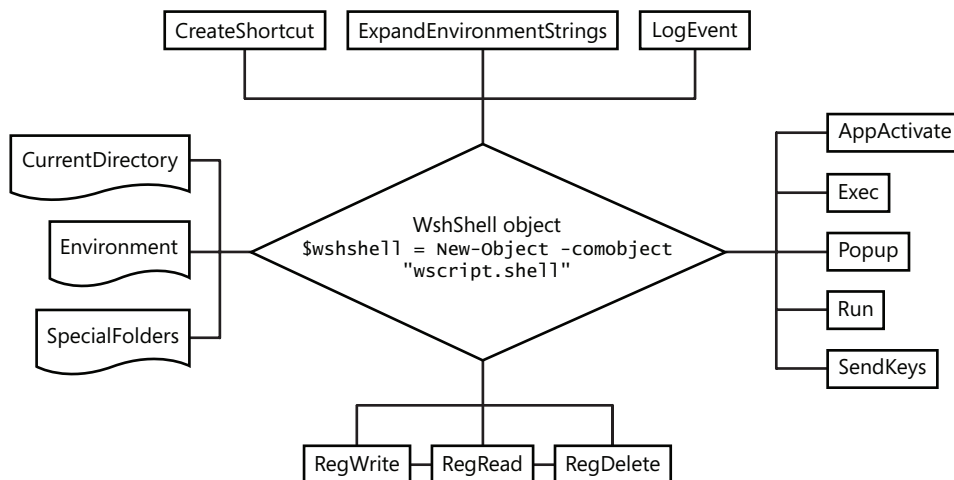 CreateShortcut
ExpandEnvironmentStrings
LogEvent
CurrentDirectory
Environment
SpecialFolders
WshShell object
$wshshell = New-Object -comobject
"wscript.shell"
AppActivate
Exec
Popup
Run
SendKeys
RegWrite
RegRead
RegDelete